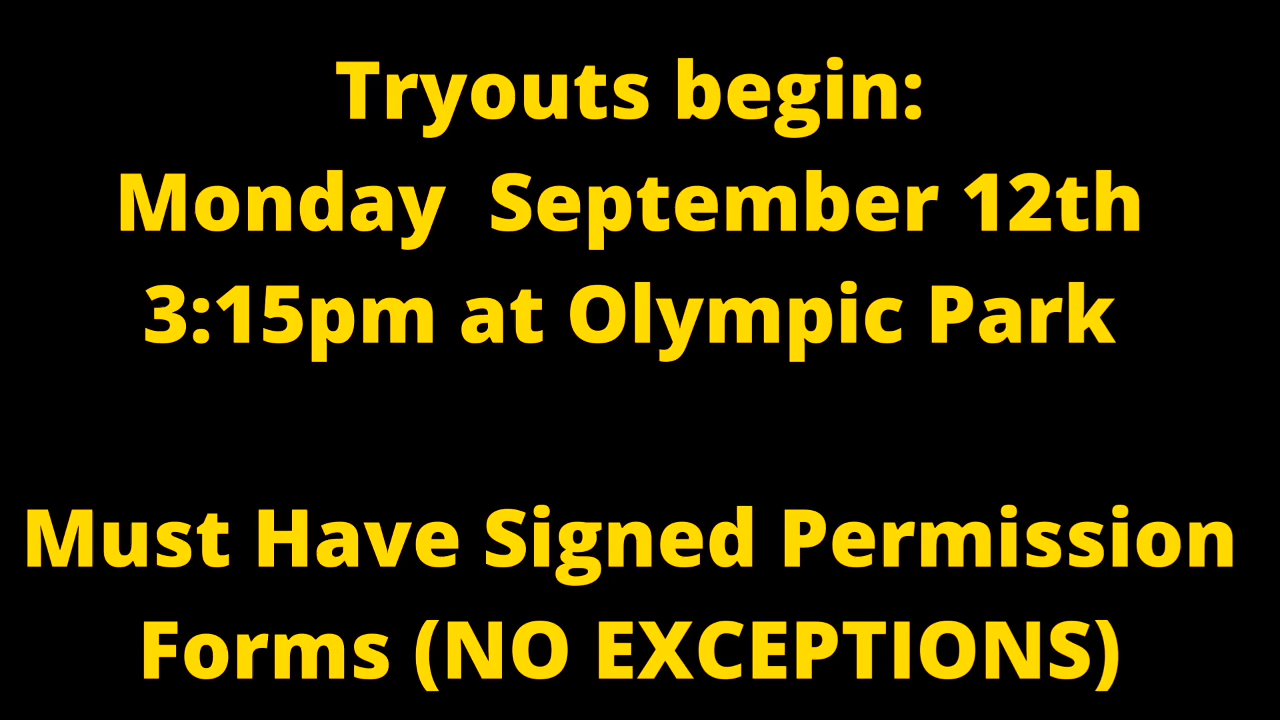 Tryouts begin:
Monday  September 12th
3:15pm at Olympic Park
Must Have Signed Permission
Forms (NO EXCEPTIONS)